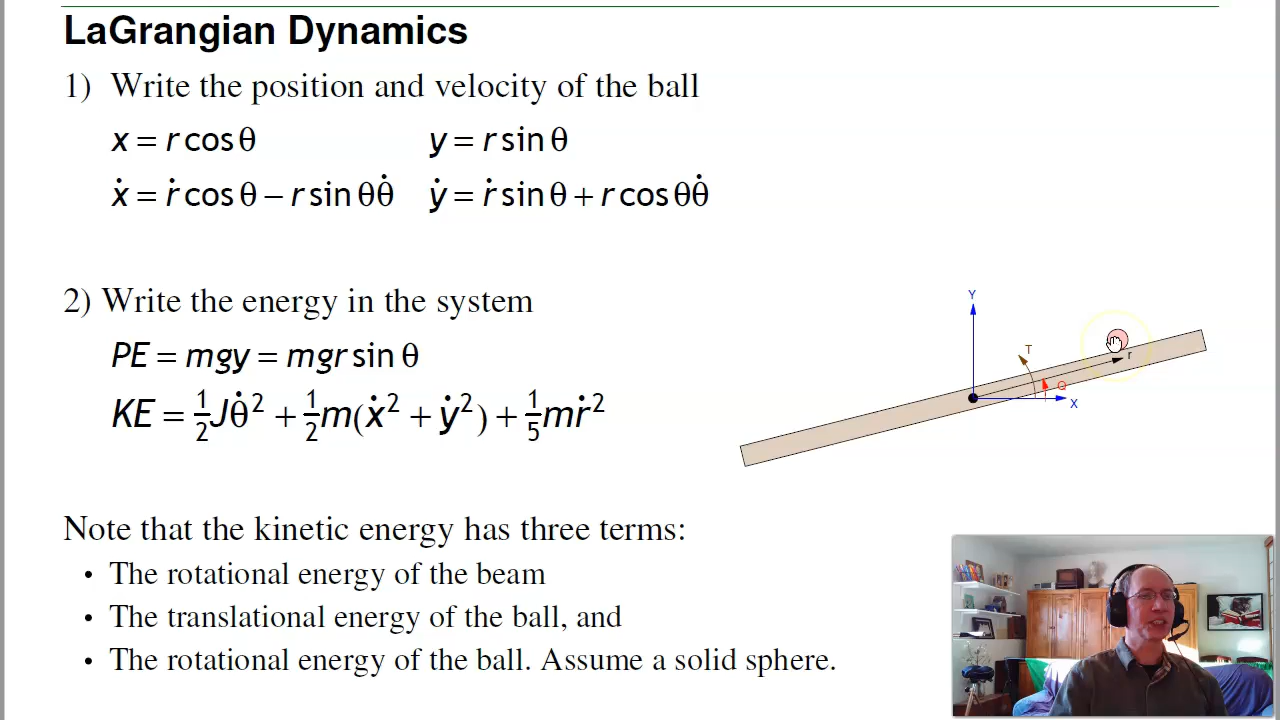 LaGrangian Dynamics
1) Write the position and velocity of the ball
x = r cos θ y = r sin θ
ẋ = ṙ cos θ − r sin θθ̇ ẏ = ṙ sin θ + r cos θθ̇
2) Write the energy in the system
PE = mgy = mgr sin θ
KE = ½Jθ̇² + ½m(ẋ² + ẏ²) + ⅕mṙ²
Y
T
r
Q
X
Note that the kinetic energy has three terms:
• The rotational energy of the beam
• The translational energy of the ball, and
• The rotational energy of the ball. Assume a solid sphere.